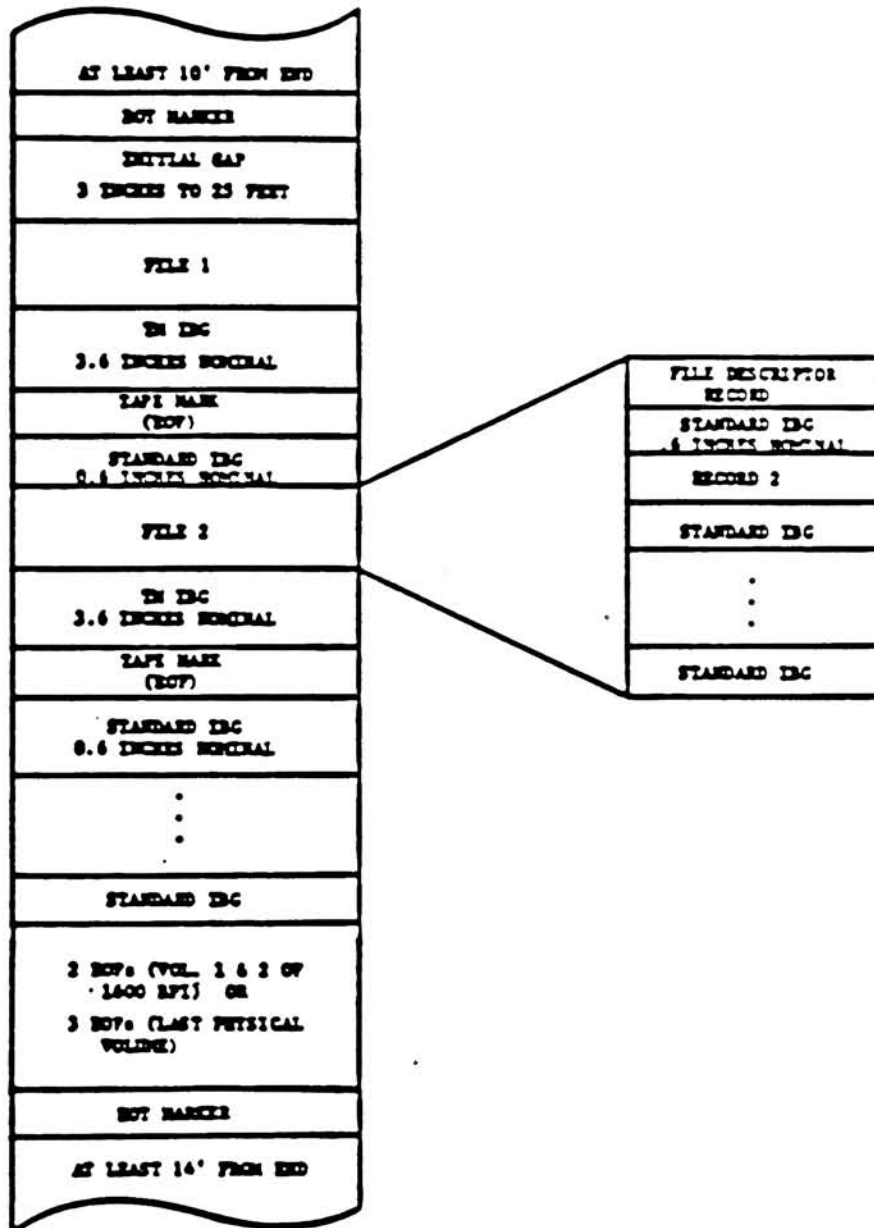 AT LEAST 10' FROM END
BOT MARKER
INITIAL GAP
3 INCHES TO 25 FEET
FILE 1
TM IBG
3.6 INCHES NOMINAL
TAPE MARK
(EOF)
STANDARD IBG
0.6 INCHES NOMINAL
FILE 2
TM IBG
3.6 INCHES NOMINAL
TAPE MARK
(EOF)
STANDARD IBG
0.6 INCHES NOMINAL
STANDARD IBG
2 EOFs (VOL. 1 & 2 OF
1600 BPI) OR
3 EOFs (LAST PHYSICAL
VOLUME)
EOT MARKER
AT LEAST 14' FROM END
FILE DESCRIPTOR
RECORD
STANDARD IBG
.6 INCHES NOMINAL
RECORD 2
STANDARD IBG
STANDARD IBG